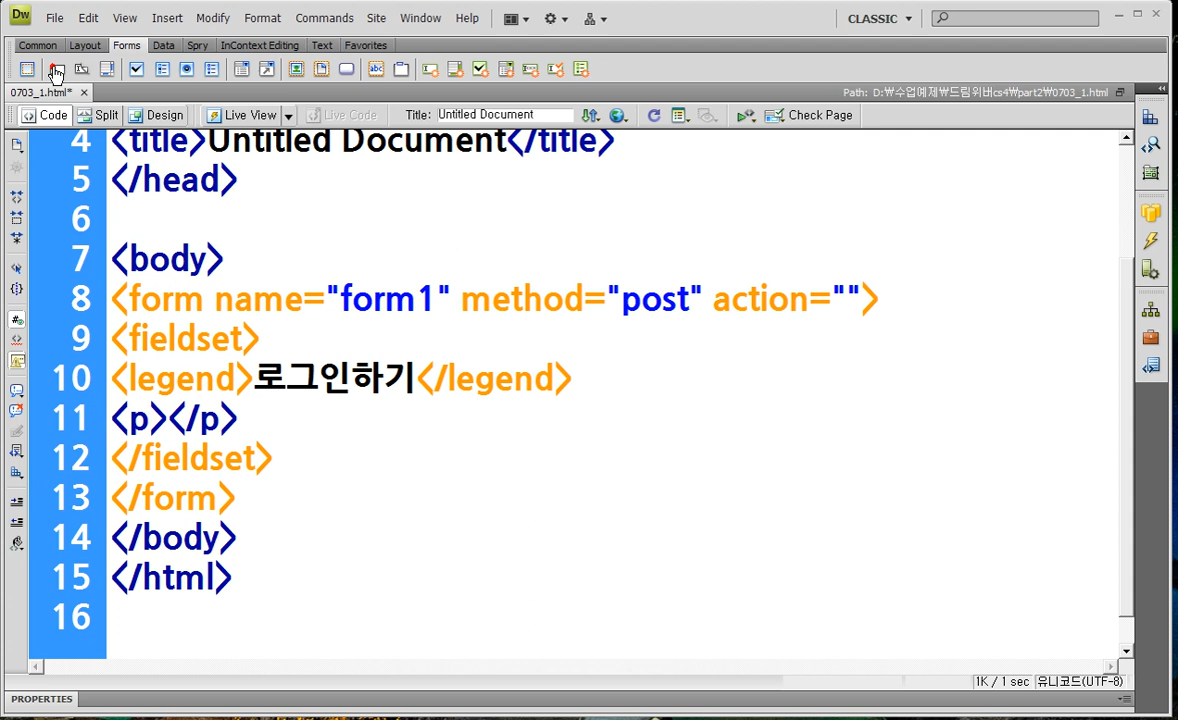 Dw File Edit View Insert Modify Format Commands Site Window Help CLASSIC
Common Layout Forms Data Spry InContext Editing Text Favorites
abc
0703_1.html* Path: D:₩수업예제₩드림위버cs4₩part2₩0703_1.html
Code Split Design Live View Live Code Title: Untitled Document Check Page
4 <title>Untitled Document</title>
5 </head>
6
7 <body>
8 <form name="form1" method="post" action="">
9 <fieldset>
10 <legend>로그인하기</legend>
11 <p></p>
12 </fieldset>
13 </form>
14 </body>
15 </html>
16
1K / 1 sec 유니코드(UTF-8)
PROPERTIES